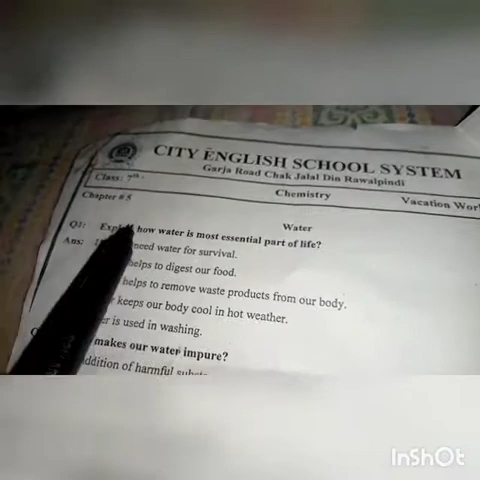 CITY ENGLISH SCHOOL SYSTEM
Garja Road Chak Jalal Din Rawalpindi
Class: 7th.
Chemistry
Vacation Wor
Chapter # 5
Water
Q1: how water is most essential part of life?
Ans: need water for survival.
helps to digest our food.
helps to remove waste products from our body.
keeps our body cool in hot weather.
is used in washing.
makes our water impure?
ddition of harmful
InShOt